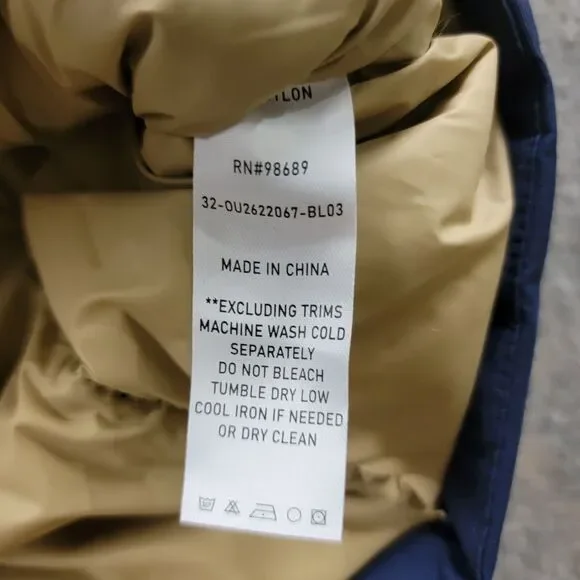 RN#98689
32-OU2622067-BL03
MADE IN CHINA
**EXCLUDING TRIMS
MACHINE WASH COLD
SEPARATELY
DO NOT BLEACH
TUMBLE DRY LOW
COOL IRON IF NEEDED
OR DRY CLEAN